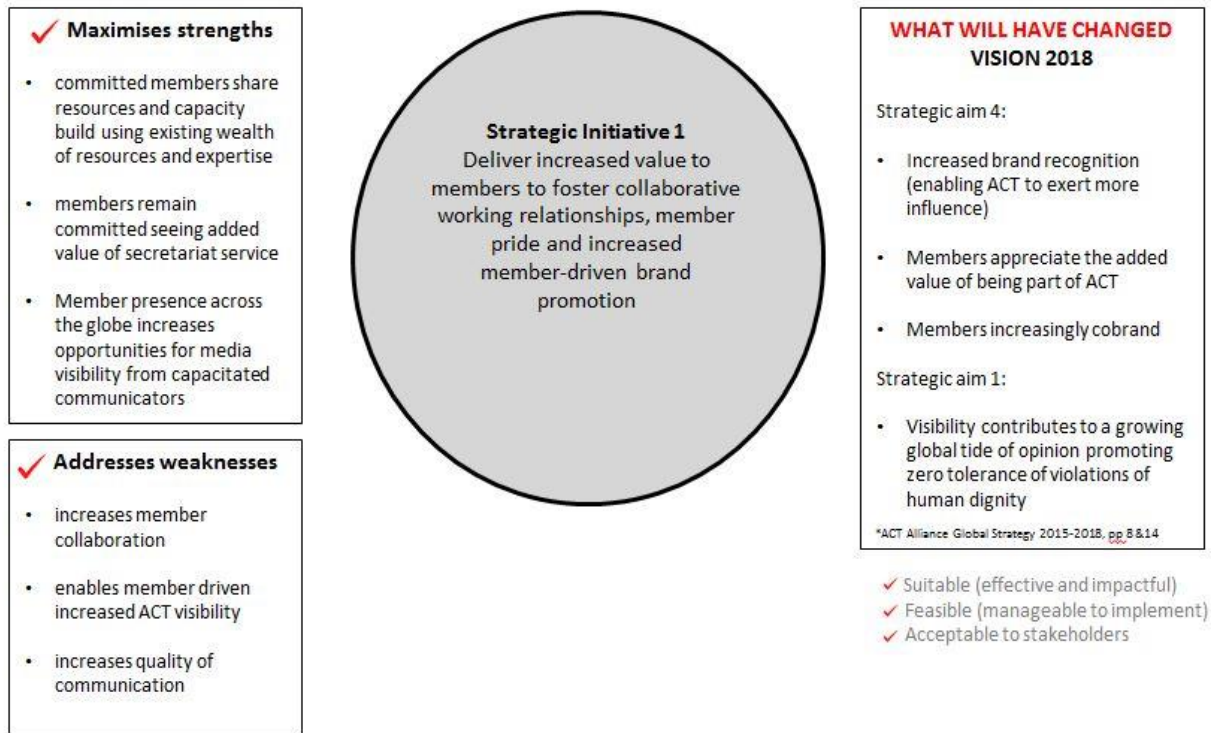 ✓ Maximises strengths
• committed members share
resources and capacity
build using existing wealth
of resources and expertise
• members remain
committed seeing added
value of secretariat service
• Member presence across
the globe increases
opportunities for media
visibility from capacitated
communicators
✓ Addresses weaknesses
• increases member
collaboration
• enables member driven
increased ACT visibility
• increases quality of
communication
Strategic Initiative 1
Deliver increased value to
members to foster collaborative
working relationships, member
pride and increased
member-driven brand
promotion
WHAT WILL HAVE CHANGED
VISION 2018
Strategic aim 4:
• Increased brand recognition
(enabling ACT to exert more
influence)
• Members appreciate the added
value of being part of ACT
• Members increasingly cobrand
Strategic aim 1:
• Visibility contributes to a growing
global tide of opinion promoting
zero tolerance of violations of
human dignity
*ACT Alliance Global Strategy 2015-2018, pp 8 &14
✓ Suitable (effective and impactful)
✓ Feasible (manageable to implement)
✓ Acceptable to stakeholders